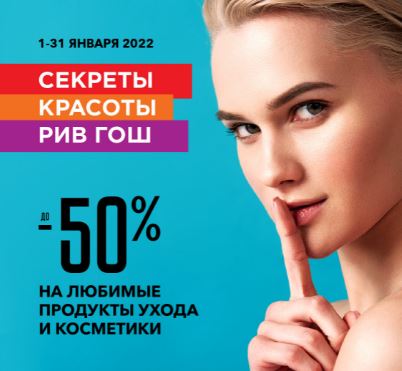 1-31 ЯНВАРЯ 2022
СЕКРЕТЫ
КРАСОТЫ
РИВ ГОШ
ДО
-50%
НА ЛЮБИМЫЕ
ПРОДУКТЫ УХОДА
И КОСМЕТИКИ